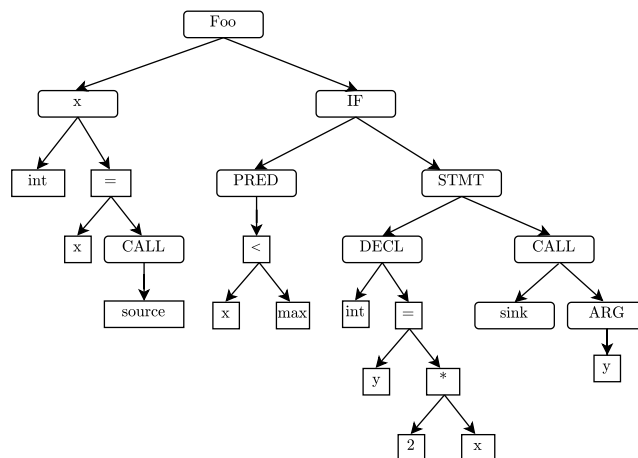 Foo
x IF
int = PRED STMT
x CALL < DECL CALL
source x max int = sink ARG
y * y
2 x